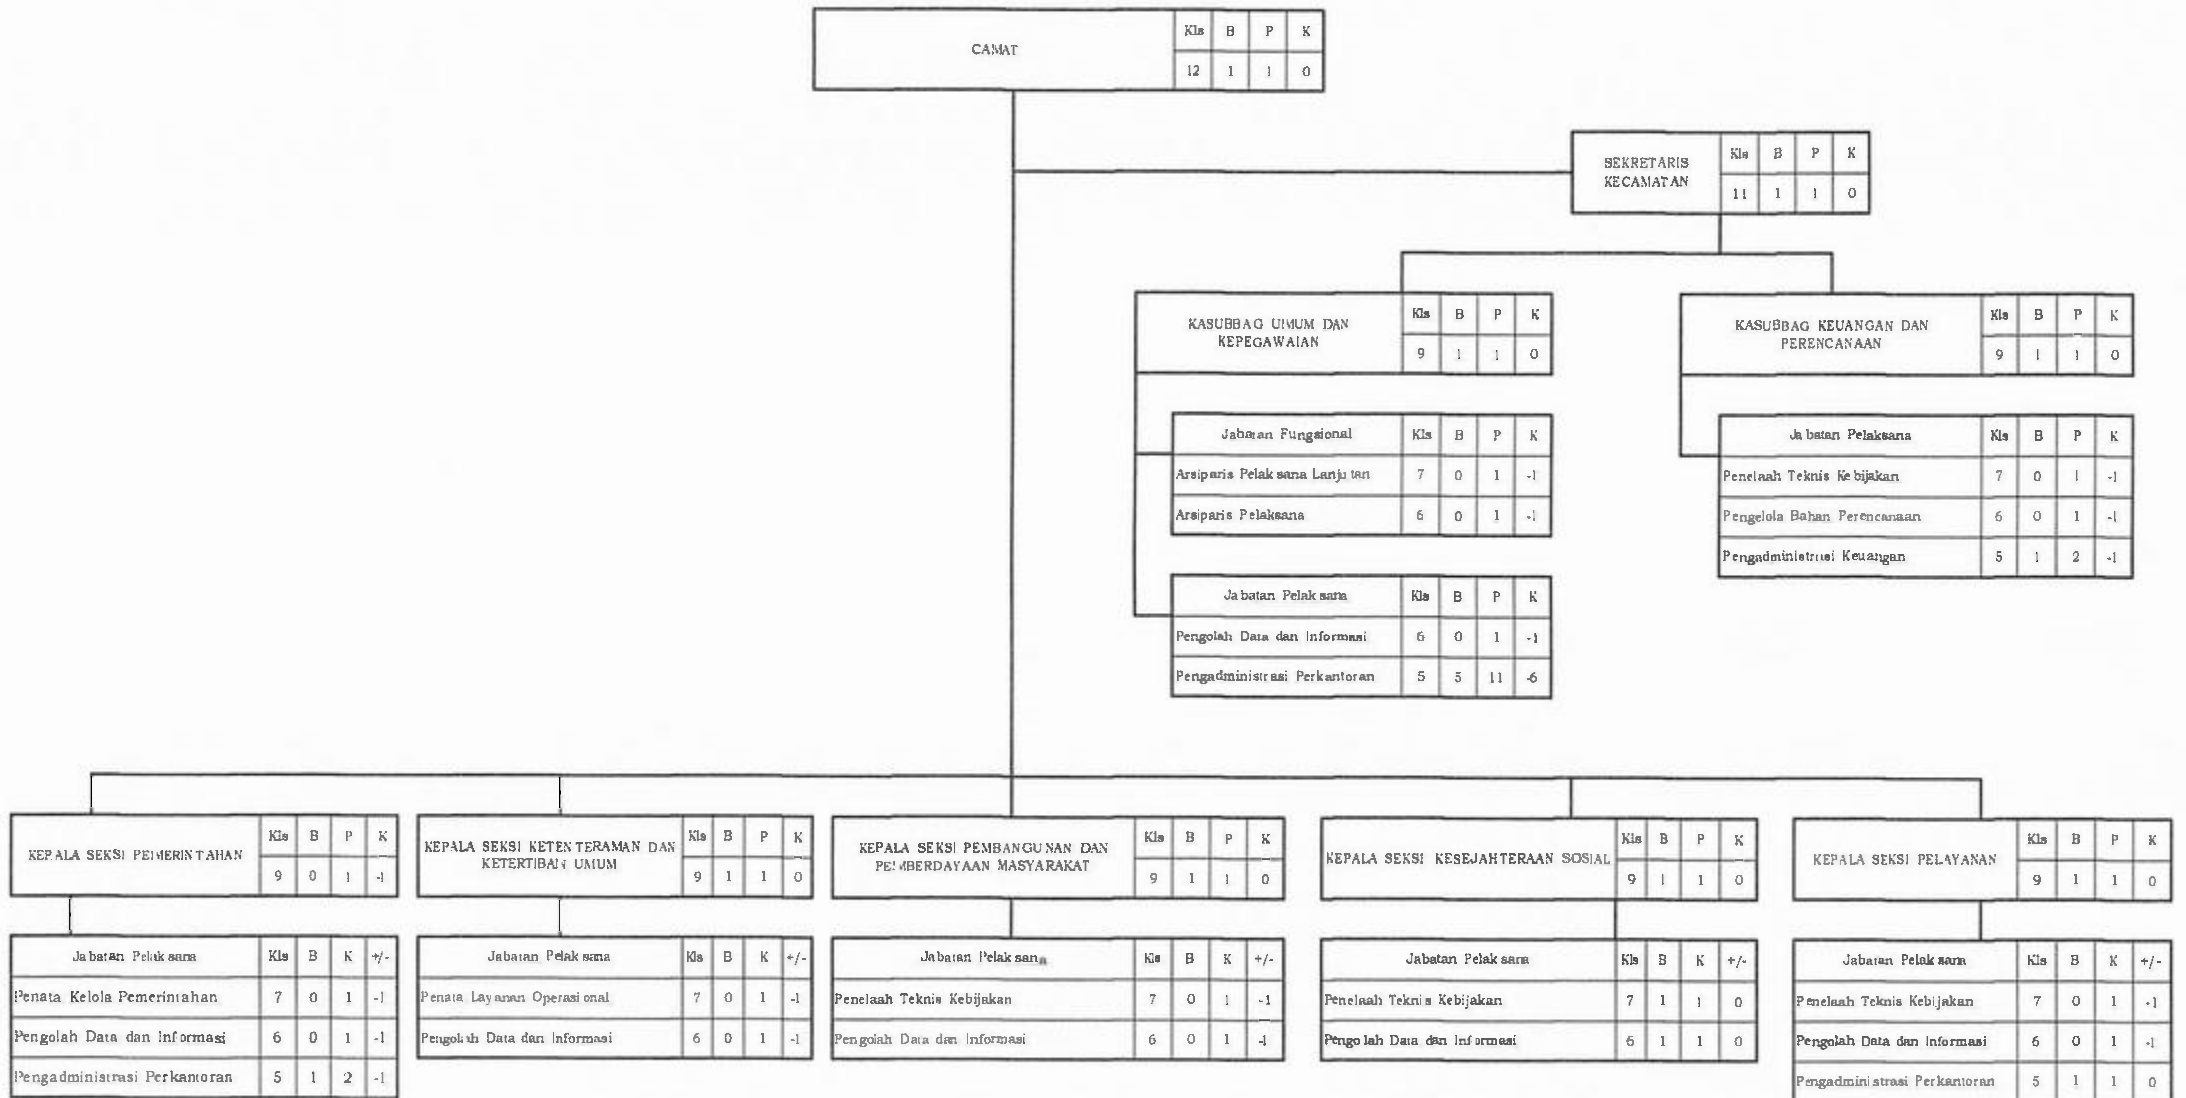 CAMAT Kls B P K
12 1 1 0
SEKRETARIS
KECAMATAN
Kls B P K
11 1 1 0
KASUBBAG UMUM DAN
KEPEGAWAIAN
Kls B P K
9 1 1 0
KASUBBAG KEUANGAN DAN
PERENCANAAN
Kls B P K
9 1 1 0
Jabatan Fungsional Kls B P K
Arsiparis Pelaksana Lanjutan 7 0 1 -1
Arsiparis Pelaksana 6 0 1 -1
Jabatan Pelaksana Kls B P K
Pengolah Data dan Informasi 6 0 1 -1
Pengadministrasi Perkantoran 5 5 11 -6
Jabatan Pelaksana Kls B P K
Penelaah Teknis Kebijakan 7 0 1 -1
Pengelola Bahan Perencanaan 6 0 1 -1
Pengadministrasi Keuangan 5 1 2 -1
KEPALA SEKSI PEMERINTAHAN Kls B P K
9 0 1 -1
Jabatan Pelaksana Kls B K +/-
Penata Kelola Pemerintahan 7 0 1 -1
Pengolah Data dan Informasi 6 0 1 -1
Pengadministrasi Perkantoran 5 1 2 -1
KEPALA SEKSI KETENTERAMAN DAN
KETERTIBAN UMUM
Kls B P K
9 1 1 0
Jabatan Pelaksana Kls B K +/-
Penata Layanan Operasional 7 0 1 -1
Pengolah Data dan Informasi 6 0 1 -1
KEPALA SEKSI PEMBANGUNAN DAN
PEMBERDAYAAN MASYARAKAT
Kls B P K
9 1 1 0
Jabatan Pelaksana Kls B K +/-
Penelaah Teknis Kebijakan 7 0 1 -1
Pengolah Data dan Informasi 6 0 1 -1
KEPALA SEKSI KESEJAHTERAAN SOSIAL Kls B P K
9 1 1 0
Jabatan Pelaksana Kls B K +/-
Penelaah Teknis Kebijakan 7 1 1 0
Pengolah Data dan Informasi 6 1 1 0
KEPALA SEKSI PELAYANAN Kls B P K
9 1 1 0
Jabatan Pelaksana Kls B K +/-
Penelaah Teknis Kebijakan 7 0 1 -1
Pengolah Data dan Informasi 6 0 1 -1
Pengadministrasi Perkantoran 5 1 1 0